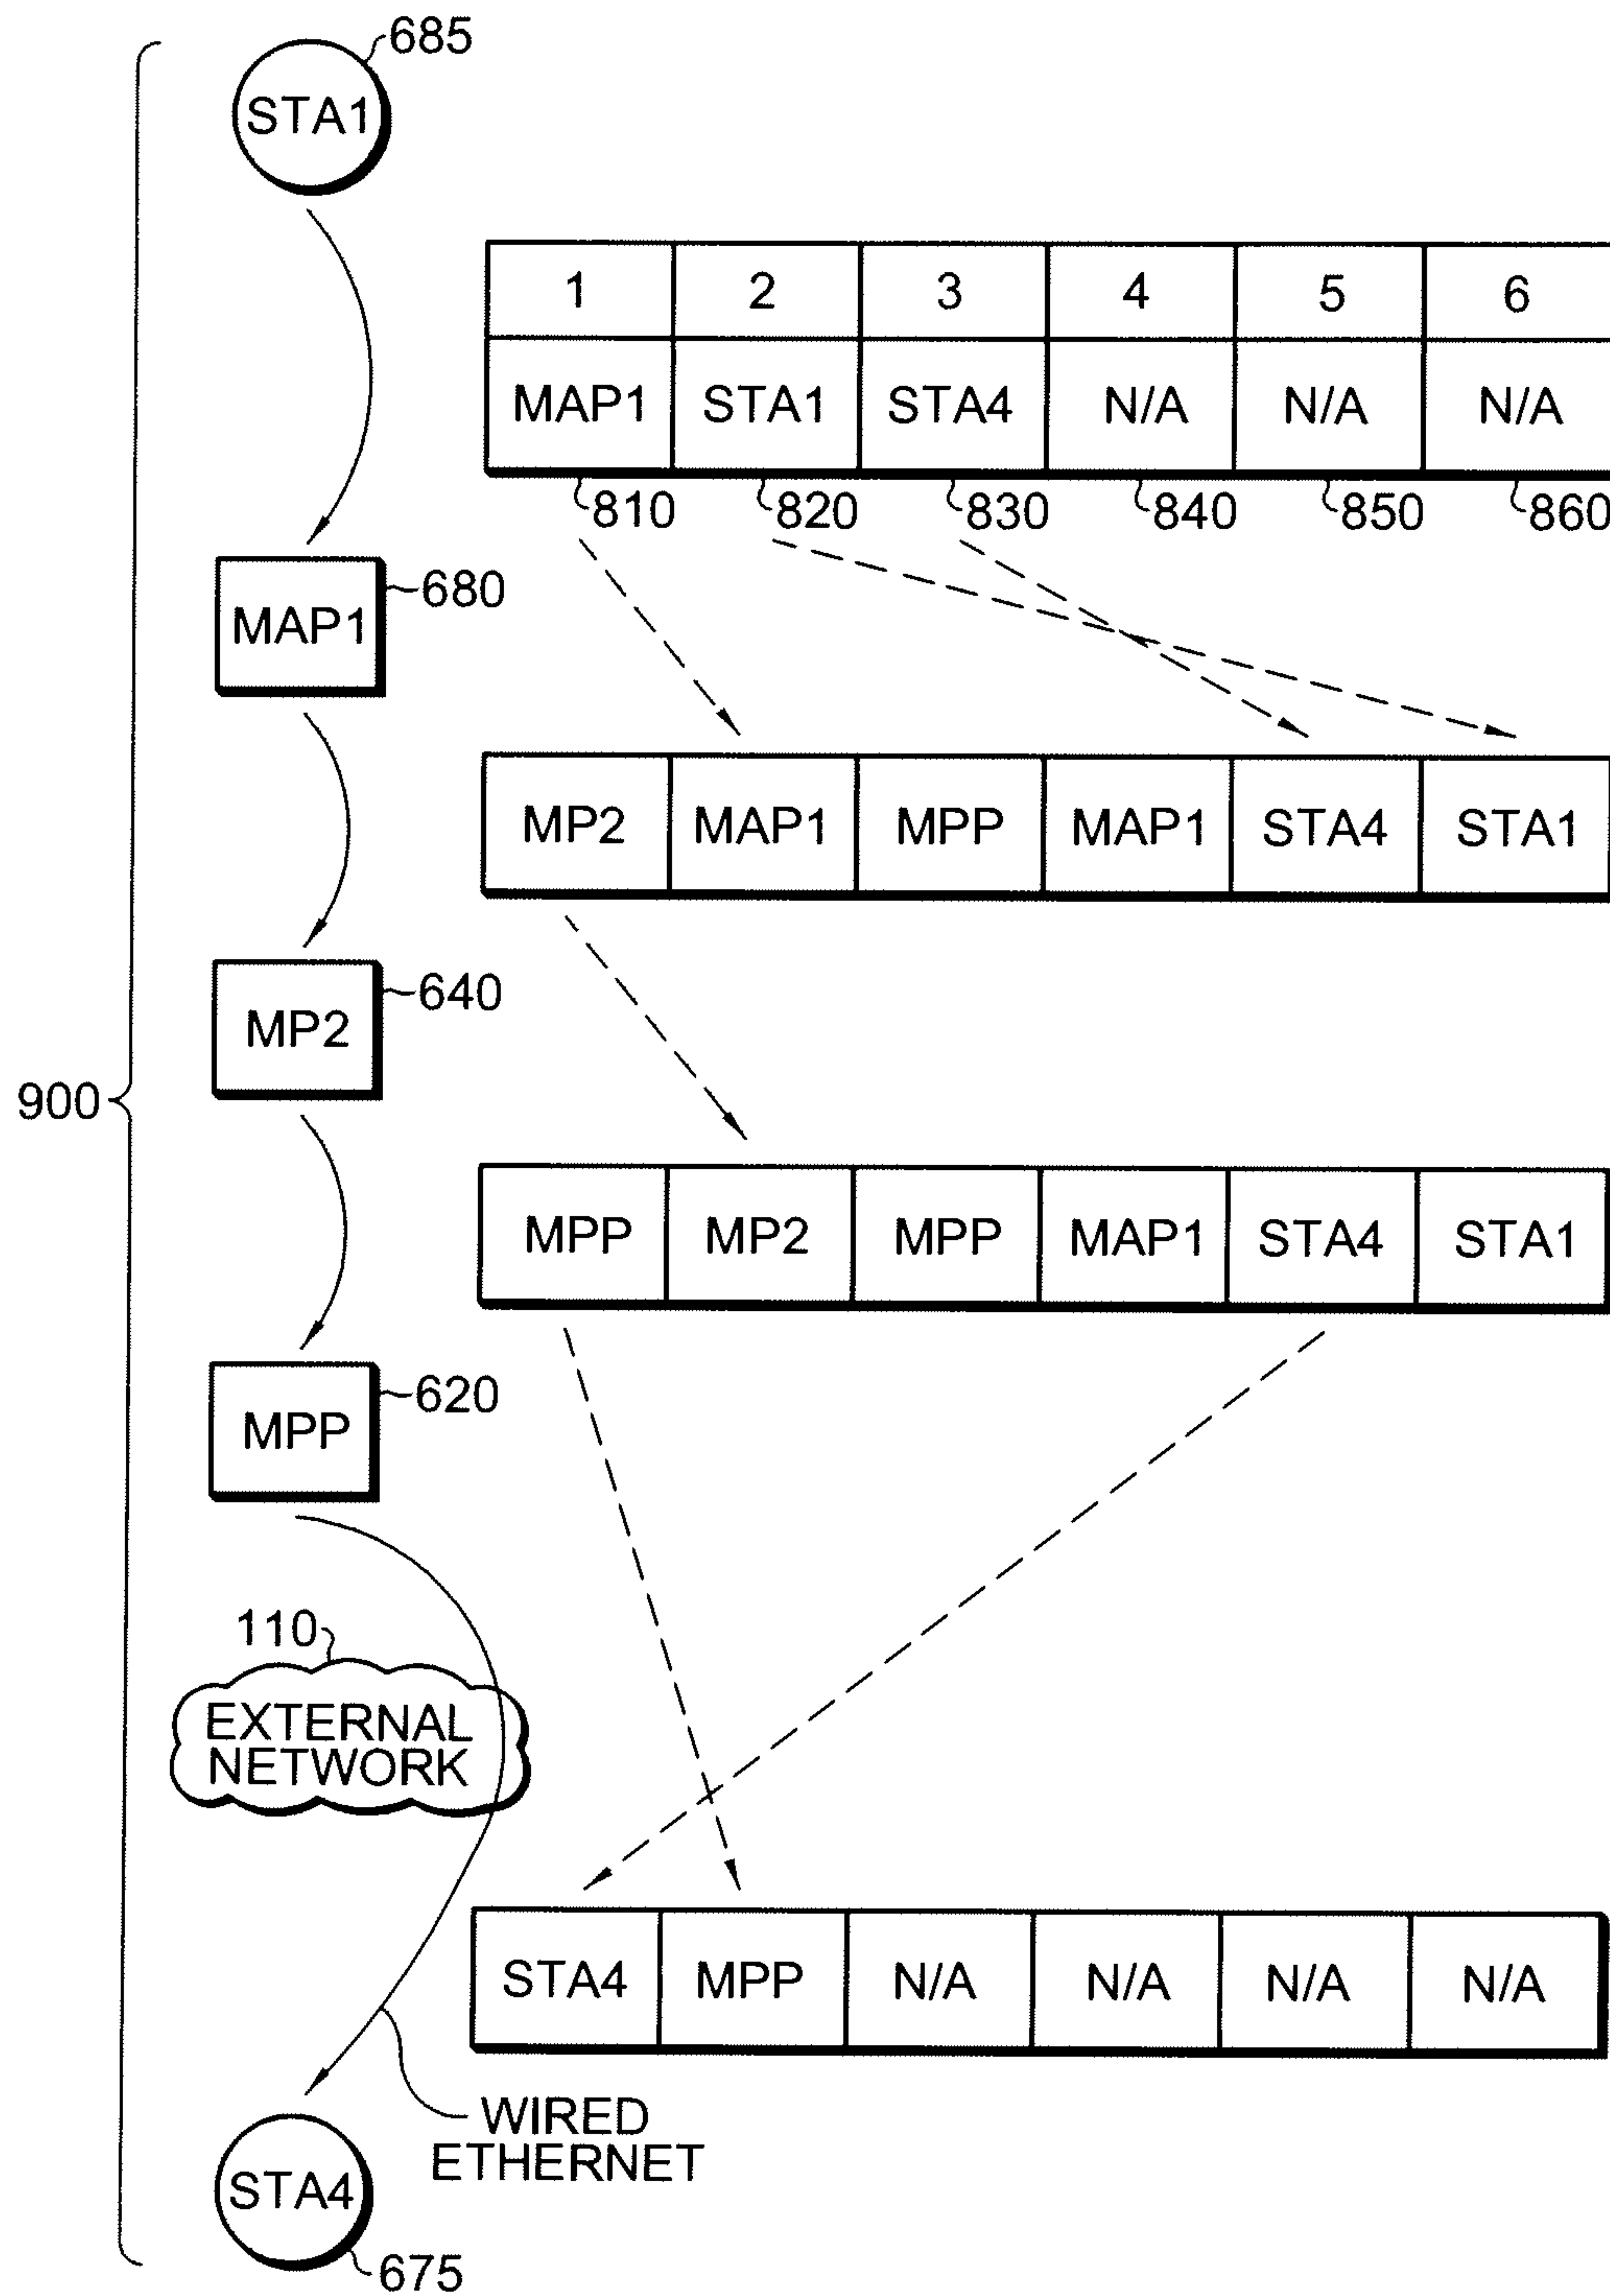 685
STA1
1 2 3 4 5 6
MAP1 STA1 STA4 N/A N/A N/A
810 820 830 840 850 860
680
MAP1
MP2 MAP1 MPP MAP1 STA4 STA1
640
MP2
900
MPP MP2 MPP MAP1 STA4 STA1
620
MPP
110
EXTERNAL
NETWORK
STA4 MPP N/A N/A N/A N/A
WIRED
ETHERNET
STA4
675